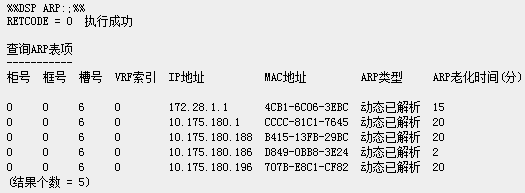 %%DSP ARP:;%%
RETCODE = 0 执行成功
查询ARP表项
-----------
柜号 框号 槽号 VRF索引 IP地址 MAC地址 ARP类型 ARP老化时间(分)
0 0 6 0 172.28.1.1 4CB1-6C06-3EBC 动态已解析 15
0 0 6 0 10.175.180.1 CCCC-81C1-7645 动态已解析 20
0 0 6 0 10.175.180.188 B415-13FB-29BC 动态已解析 20
0 0 6 0 10.175.180.186 D849-0BB8-3E24 动态已解析 2
0 0 6 0 10.175.180.196 707B-E8C1-CF82 动态已解析 20
(结果个数 = 5)